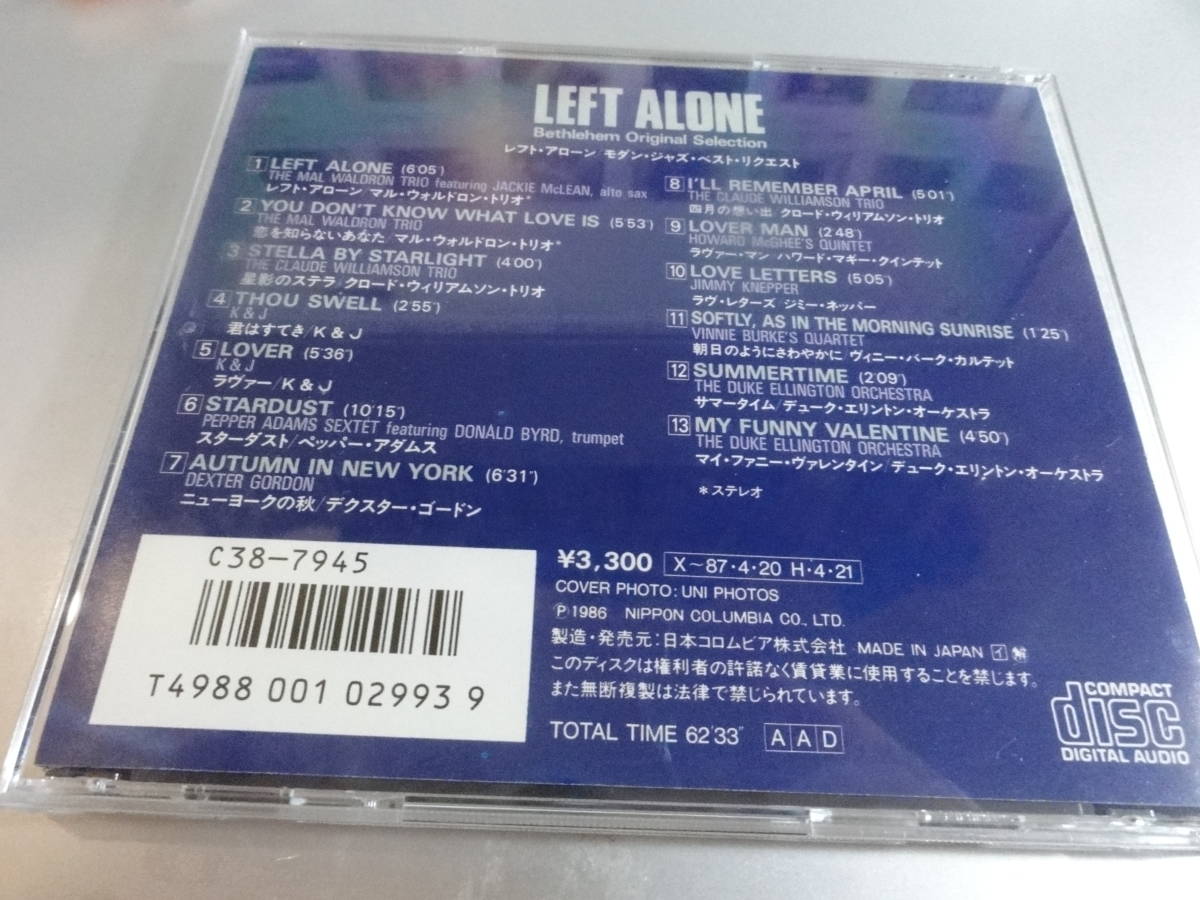 LEFT ALONE
Bethlehem Original Selection
レフト・アローン/モダン・ジャズ・ベスト・リクエスト
1 LEFT ALONE (6'05")
THE MAL WALDRON TRIO featuring JACKIE McLEAN, alto sax
レフト・アローン/マル・ウォルドロン・トリオ*
2 YOU DON'T KNOW WHAT LOVE IS (5'53")
THE MAL WALDRON TRIO
恋を知らないあなた/マル・ウォルドロン・トリオ*
3 STELLA BY STARLIGHT (4'00")
THE CLAUDE WILLIAMSON TRIO
星影のステラ/クロード・ウィリアムソン・トリオ
4 THOU SWELL (2'55")
K & J
君はすてき/K & J
5 LOVER (5'36")
K & J
ラヴァー/K & J
6 STARDUST (10'15")
PEPPER ADAMS SEXTET featuring DONALD BYRD, trumpet
スターダスト/ペッパー・アダムス
7 AUTUMN IN NEW YORK (6'31")
DEXTER GORDON
ニューヨークの秋/デクスター・ゴードン
8 I'LL REMEMBER APRIL (5'01")
THE CLAUDE WILLIAMSON TRIO
四月の想い出/クロード・ウィリアムソン・トリオ
9 LOVER MAN (2'48")
HOWARD McGHEE'S QUINTET
ラヴァー・マン/ハワード・マギー・クインテット
10 LOVE LETTERS (5'05")
JIMMY KNEPPER
ラヴ・レターズ/ジミー・ネッパー
11 SOFTLY, AS IN THE MORNING SUNRISE (1'25")
VINNIE BURKE'S QUARTET
朝日のようにさわやかに/ヴィニー・バーク・カルテット
12 SUMMERTIME (2'09")
THE DUKE ELLINGTON ORCHESTRA
サマータイム/デューク・エリントン・オーケストラ
13 MY FUNNY VALENTINE (4'50")
THE DUKE ELLINGTON ORCHESTRA
マイ・ファニー・ヴァレンタイン/デューク・エリントン・オーケストラ
*ステレオ
C38-7945
T4988 001 02993 9
¥3,300 X~87・4・20 H・4・21
COVER PHOTO: UNI PHOTOS
Ⓟ1986 NIPPON COLUMBIA CO., LTD.
製造・発売元:日本コロムビア株式会社 MADE IN JAPAN イ
このディスクは権利者の許諾なく賃貸業に使用することを禁じます。
また無断複製は法律で禁じられています。
TOTAL TIME 62'33" A A D
COMPACT
disc
DIGITAL AUDIO